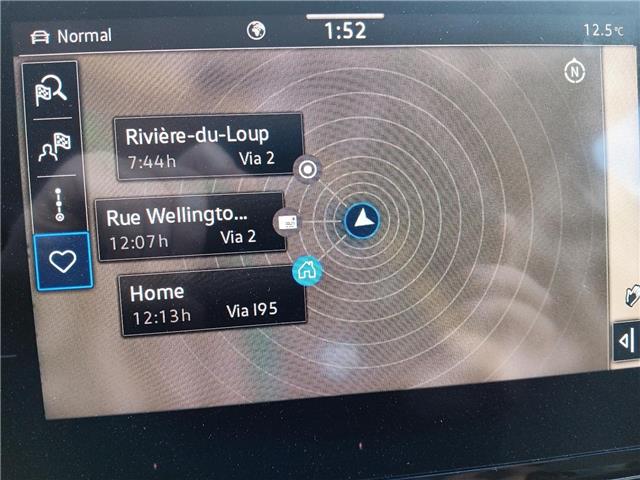 Normal
1:52
12.5°C
N
Rivière-du-Loup
7:44h Via 2
Rue Wellingto...
12:07h Via 2
Home
12:13h Via I95